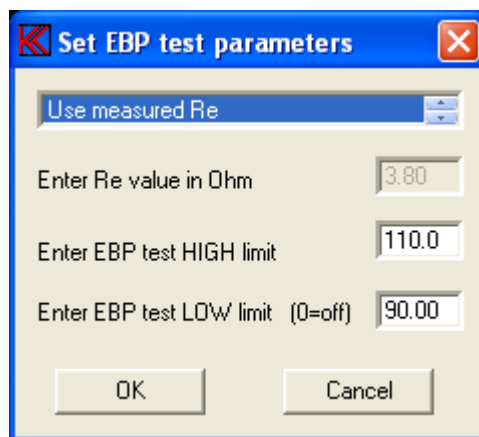 Set EBP test parameters
Use measured Re
Enter Re value in Ohm 3.80
Enter EBP test HIGH limit 110.0
Enter EBP test LOW limit (0=off) 90.00
OK Cancel